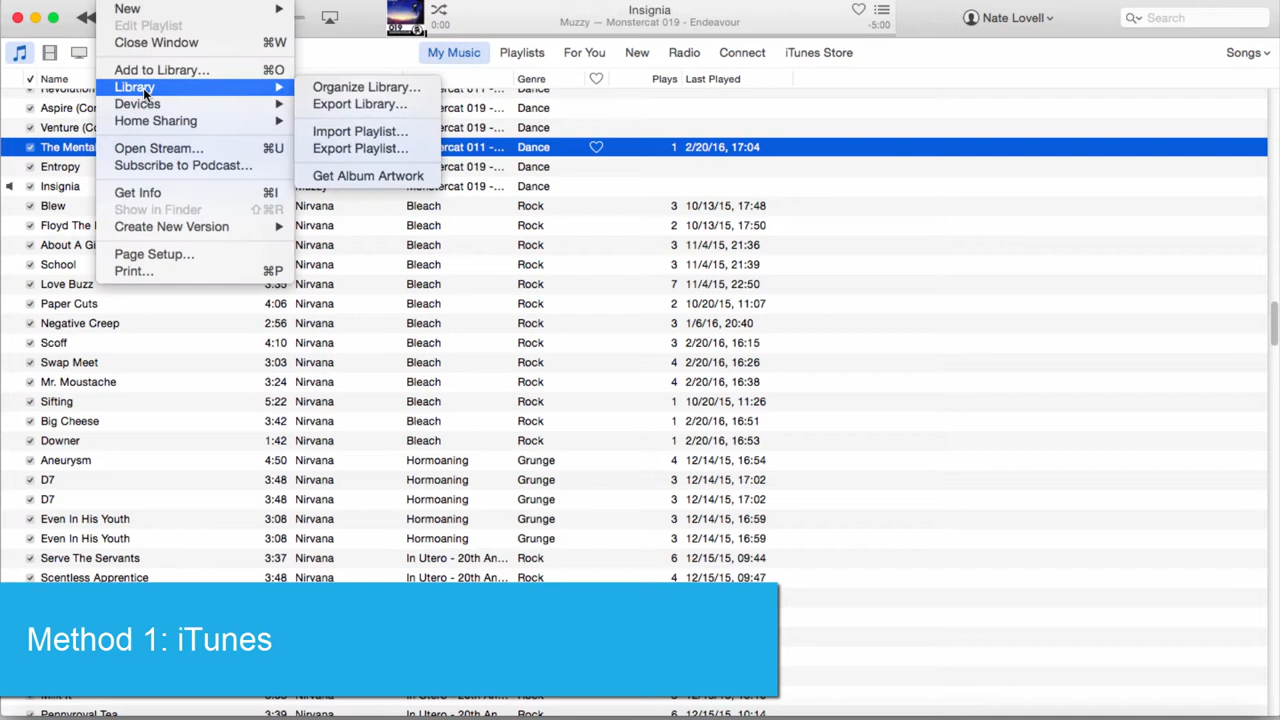 Insignia
Muzzy — Monstercat 019 - Endeavour
0:00
-5:00
Nate Lovell
Search
My Music
Playlists
For You
New
Radio
Connect
iTunes Store
Songs
New
Edit Playlist
Close Window ⌘W
Add to Library... ⌘O
Library
Devices
Home Sharing
Open Stream... ⌘U
Subscribe to Podcast...
Get Info ⌘I
Show in Finder ⇧⌘R
Create New Version
Page Setup...
Print... ⌘P
Organize Library...
Export Library...
Import Playlist...
Export Playlist...
Get Album Artwork
✓ Name Genre Plays Last Played
Dance
Aspire (Co Dance
Venture (C Dance
The Menta cat 011 -... Dance 1 2/20/16, 17:04
Entropy cat 019 -... Dance
Insignia Muzzy Monstercat 019 -... Dance
Blew Nirvana Bleach Rock 3 10/13/15, 17:48
Floyd The Nirvana Bleach Rock 2 10/13/15, 17:50
About A Gi Nirvana Bleach Rock 3 11/4/15, 21:36
School Nirvana Bleach Rock 3 11/4/15, 21:39
Love Buzz 3:35 Nirvana Bleach Rock 7 11/4/15, 22:50
Paper Cuts 4:06 Nirvana Bleach Rock 2 10/20/15, 11:07
Negative Creep 2:56 Nirvana Bleach Rock 3 1/6/16, 20:40
Scoff 4:10 Nirvana Bleach Rock 3 2/20/16, 16:15
Swap Meet 3:03 Nirvana Bleach Rock 4 2/20/16, 16:26
Mr. Moustache 3:24 Nirvana Bleach Rock 4 2/20/16, 16:38
Sifting 5:22 Nirvana Bleach Rock 1 10/20/15, 11:26
Big Cheese 3:42 Nirvana Bleach Rock 1 2/20/16, 16:51
Downer 1:42 Nirvana Bleach Rock 1 2/20/16, 16:53
Aneurysm 4:50 Nirvana Hormoaning Grunge 4 12/14/15, 16:54
D7 3:48 Nirvana Hormoaning Grunge 3 12/14/15, 17:02
D7 3:48 Nirvana Hormoaning Grunge 3 12/14/15, 17:02
Even In His Youth 3:08 Nirvana Hormoaning Grunge 3 12/14/15, 16:59
Even In His Youth 3:08 Nirvana Hormoaning Grunge 3 12/14/15, 16:59
Serve The Servants 3:37 Nirvana In Utero - 20th An... Rock 6 12/15/15, 09:44
Scentless Apprentice 3:48 Nirvana In Utero - 20th An... Rock 4 12/15/15, 09:47
Method 1: iTunes
Pennyroyal Tea 3:39 Nirvana In Utero - 20th An... Rock 6 12/15/15, 10:14